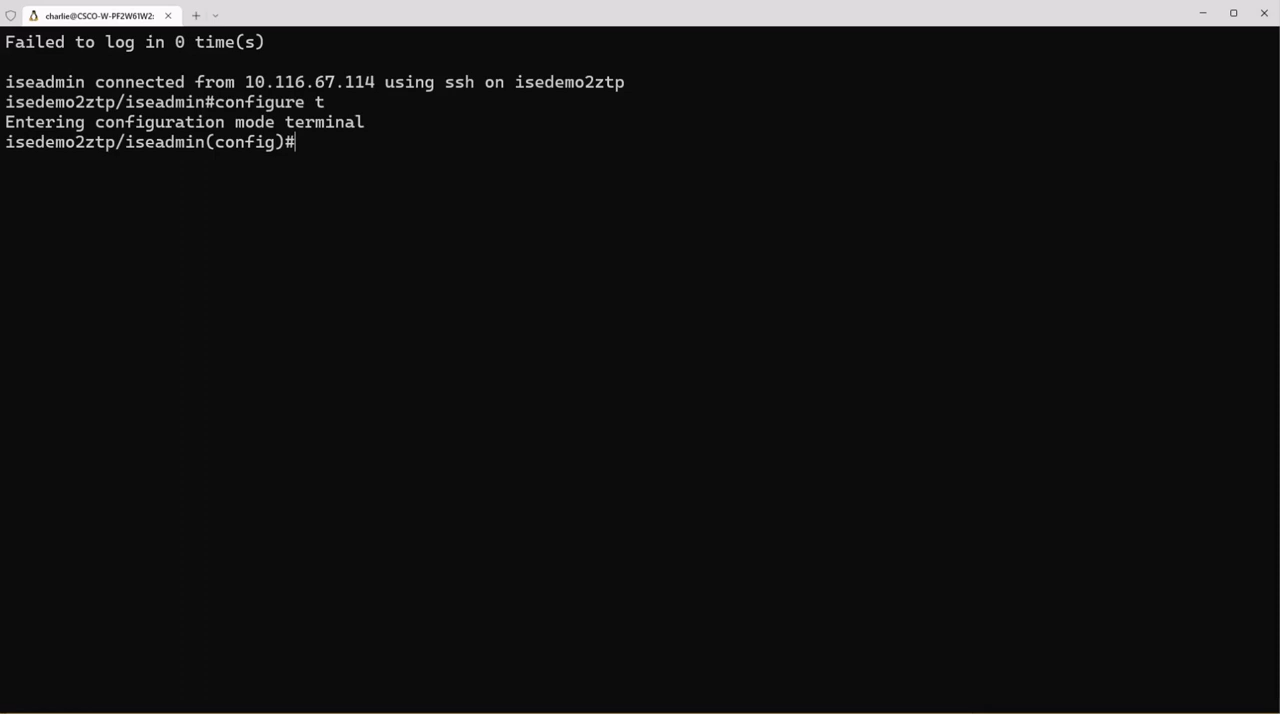 charlie@CSCO-W-PF2W61W2:
Failed to log in 0 time(s)
iseadmin connected from 10.116.67.114 using ssh on isedemo2ztp
isedemo2ztp/iseadmin#configure t
Entering configuration mode terminal
isedemo2ztp/iseadmin(config)#